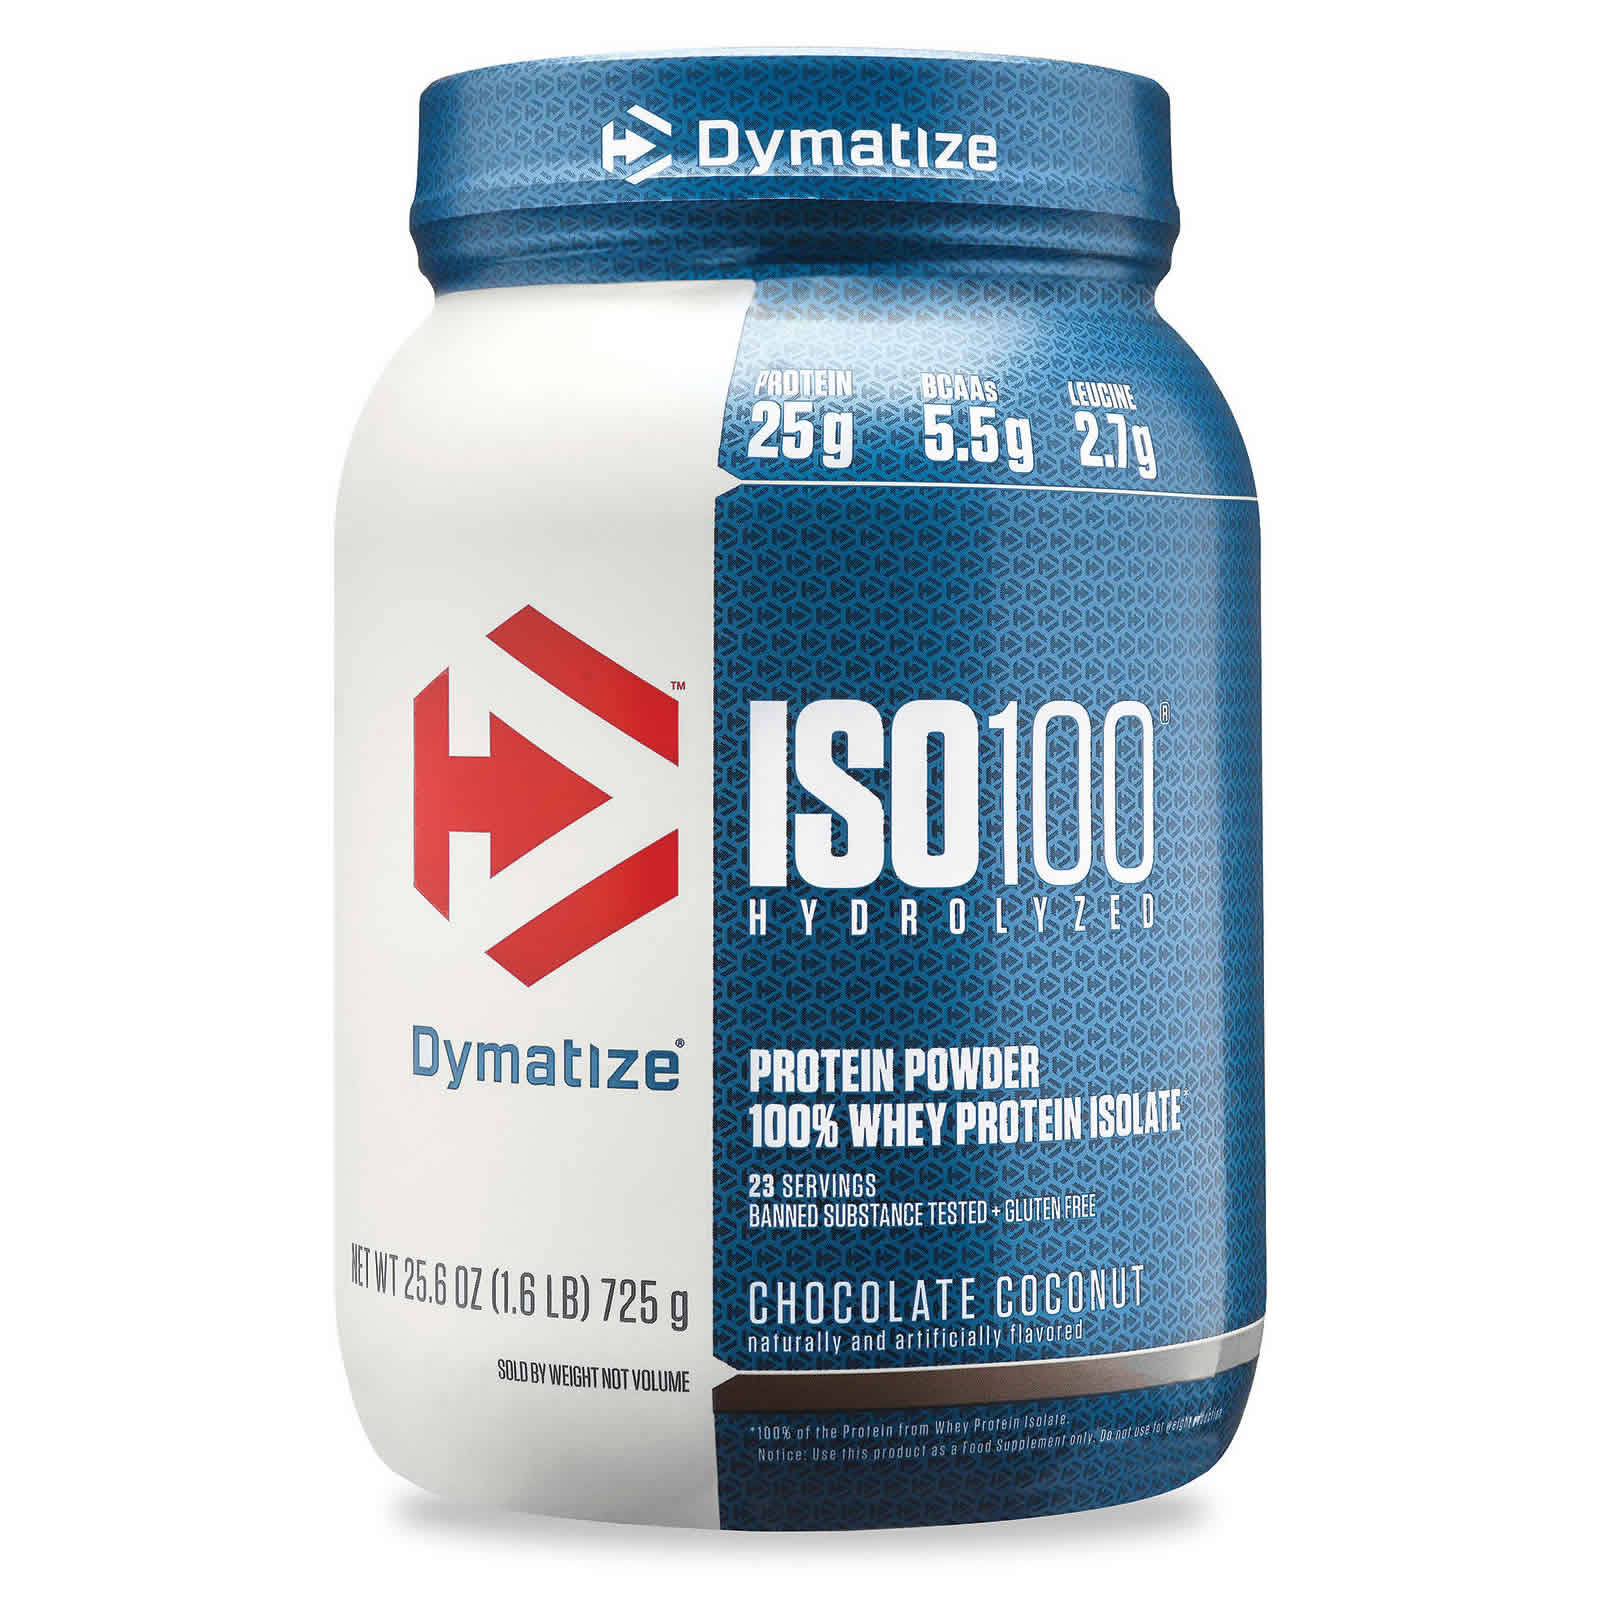 Dymatize
PROTEIN BCAAs LEUCINE
25g 5.5g 2.7g
™
ISO100®
HYDROLYZED
Dymatize®
PROTEIN POWDER
100% WHEY PROTEIN ISOLATE*
23 SERVINGS
BANNED SUBSTANCE TESTED + GLUTEN FREE
NET WT 25.6 OZ (1.6 LB) 725 g
CHOCOLATE COCONUT
naturally and artificially flavored
SOLD BY WEIGHT NOT VOLUME
*100% of the Protein from Whey Protein Isolate.
Notice: Use this product as a Food Supplement only. Do not use for weight reduction